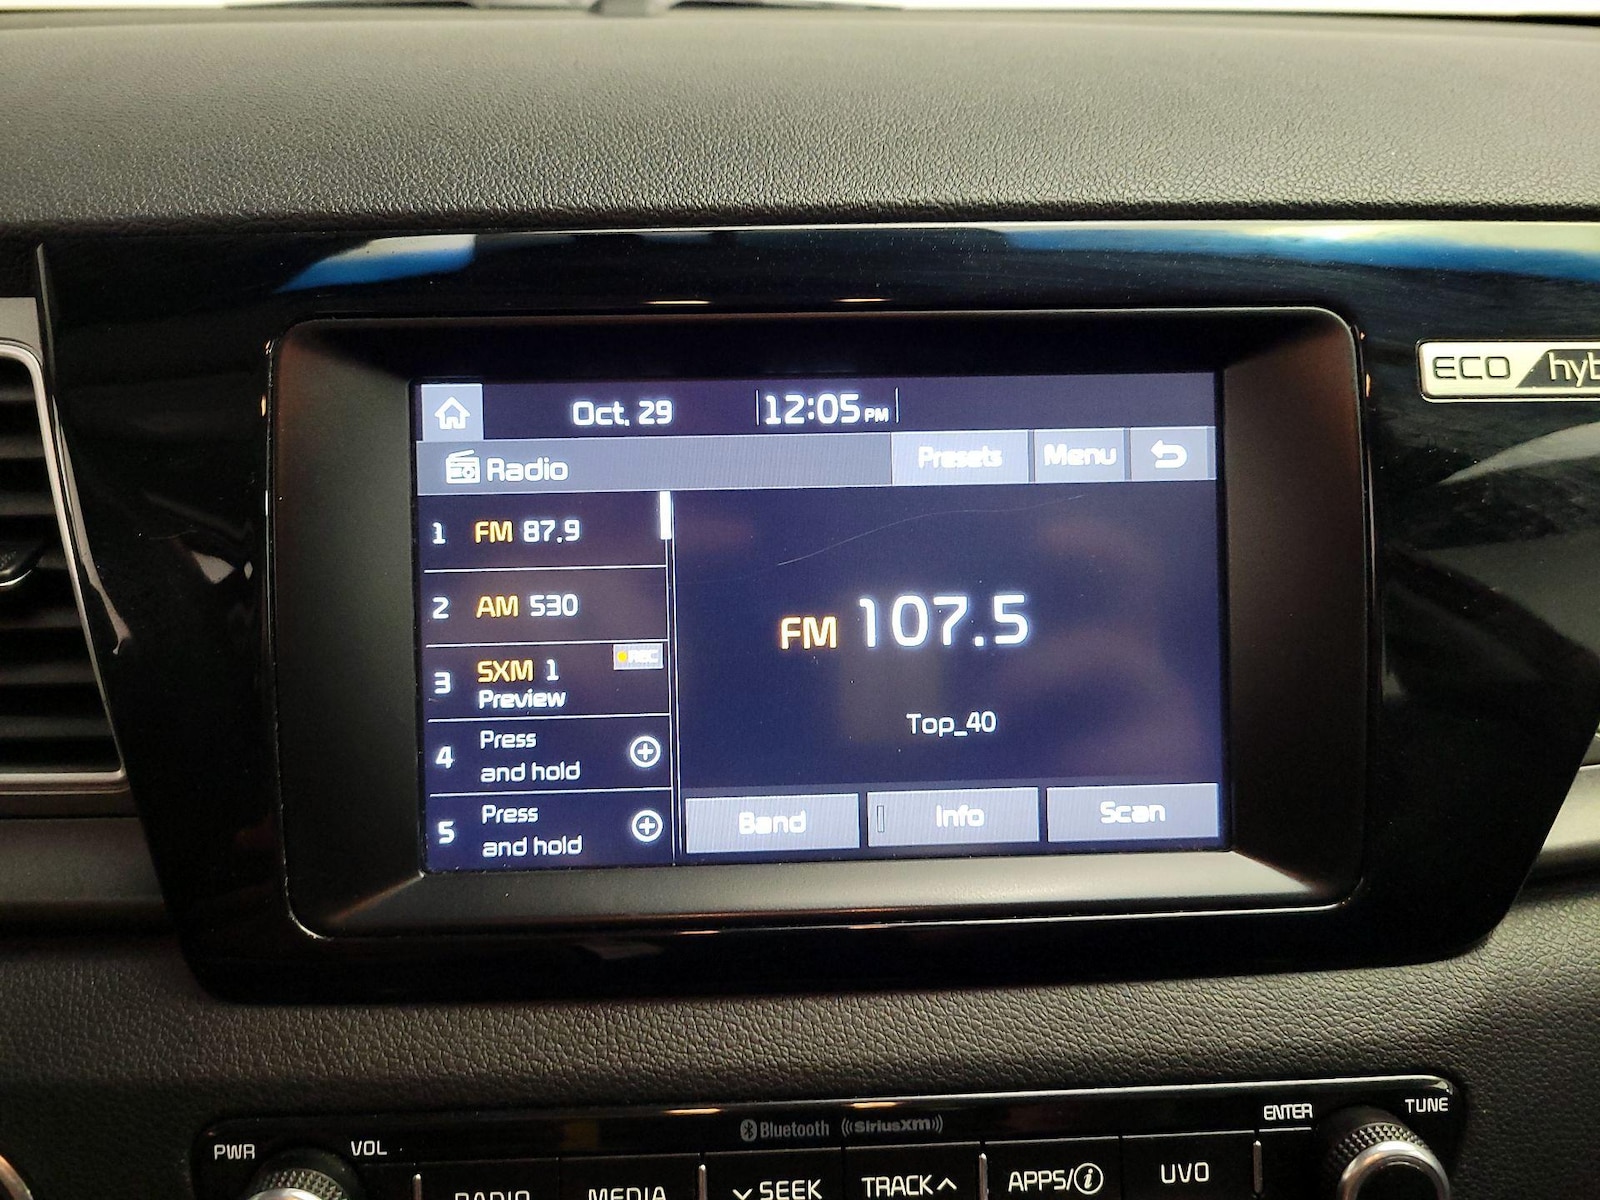 Oct. 29
12:05 PM
Radio
Presets
Menu
1 FM 87.9
2 AM 530
3 SXM 1
Preview
4 Press
and hold
5 Press
and hold
FM 107.5
Top_40
Band
Info
Scan
ECO hyb
PWR
VOL
Bluetooth
SiriusXM
ENTER
TUNE
RADIO
MEDIA
SEEK
TRACK
APPS/i
UVO